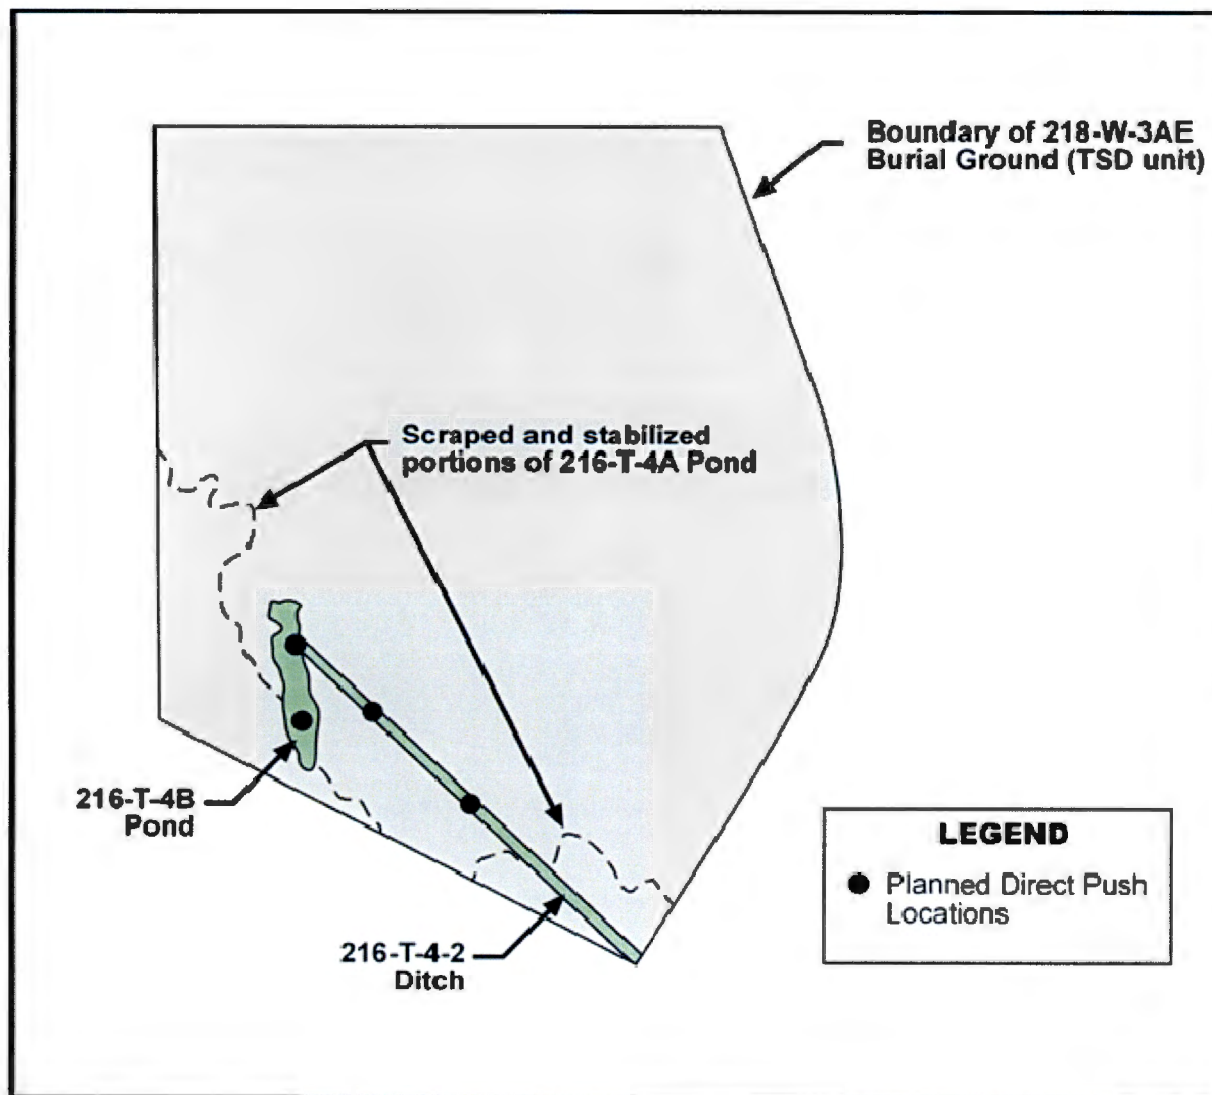 Boundary of 218-W-3AE
Burial Ground (TSD unit)
Scraped and stabilized
portions of 216-T-4A Pond
216-T-4B
Pond
216-T-4-2
Ditch
LEGEND
Planned Direct Push
Locations